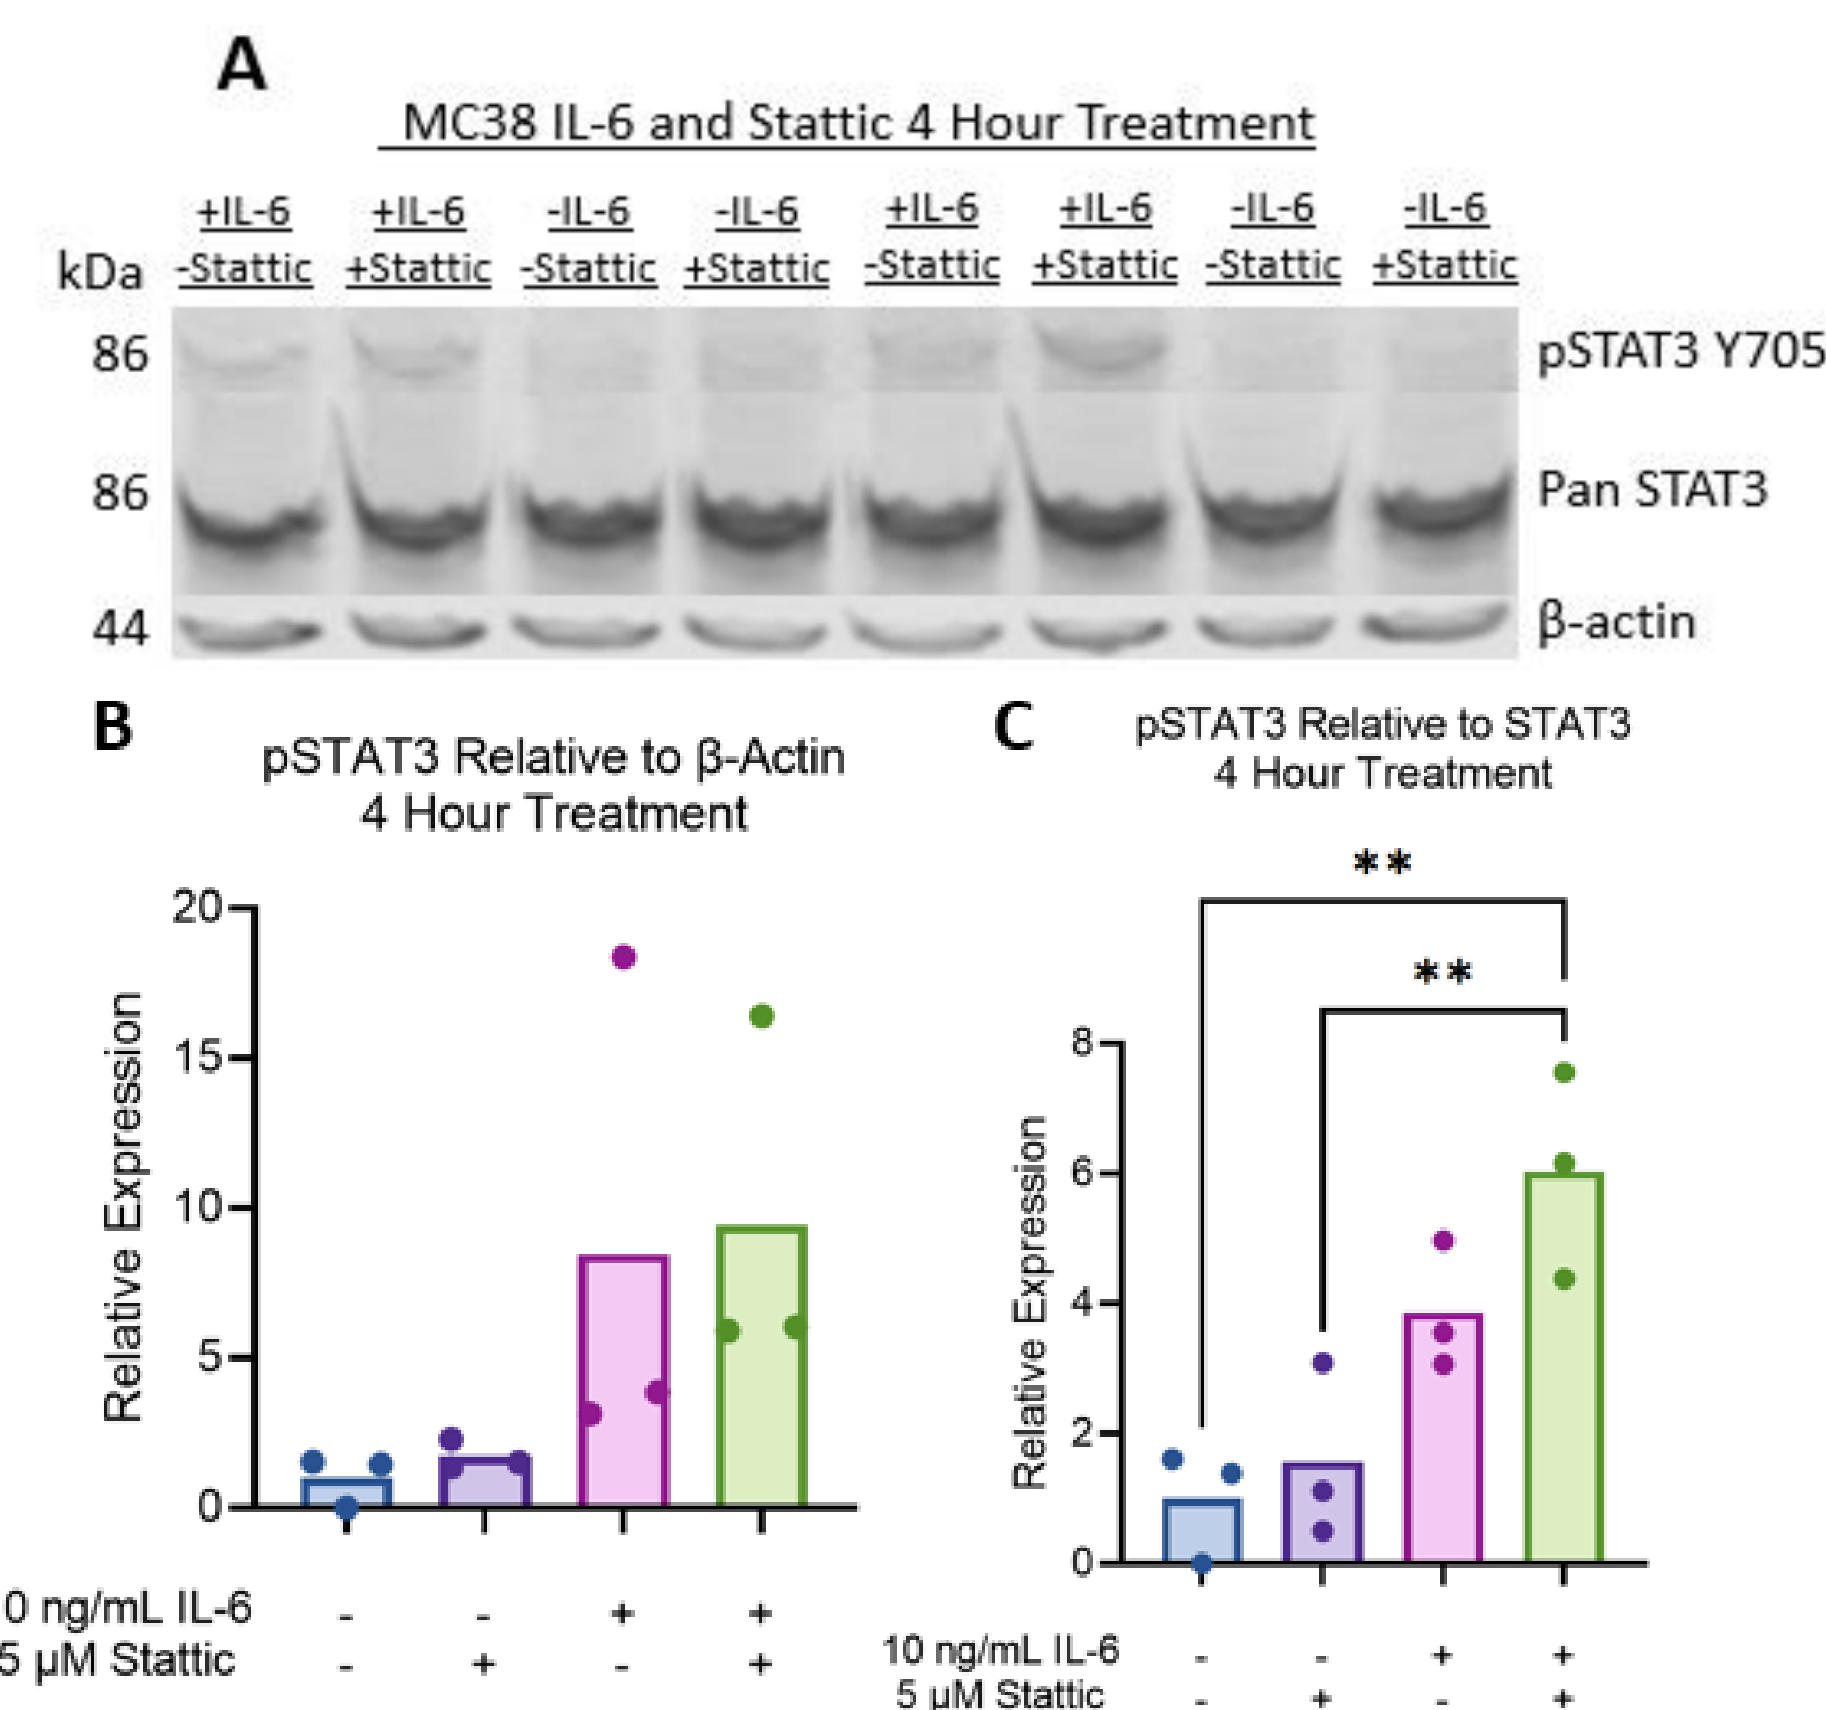 A
MC38 IL-6 and Stattic 4 Hour Treatment
+IL-6 +IL-6 -IL-6 -IL-6 +IL-6 +IL-6 -IL-6 -IL-6
kDa -Stattic +Stattic -Stattic +Stattic -Stattic +Stattic -Stattic +Stattic
86 pSTAT3 Y705
86 Pan STAT3
44 β-actin
B
pSTAT3 Relative to β-Actin
4 Hour Treatment
Relative Expression
20
15
10
5
0
0 ng/mL IL-6 - - + +
5 µM Stattic - + - +
C
pSTAT3 Relative to STAT3
4 Hour Treatment
**
**
Relative Expression
8
6
4
2
0
10 ng/mL IL-6 - - + +
5 µM Stattic - + - +